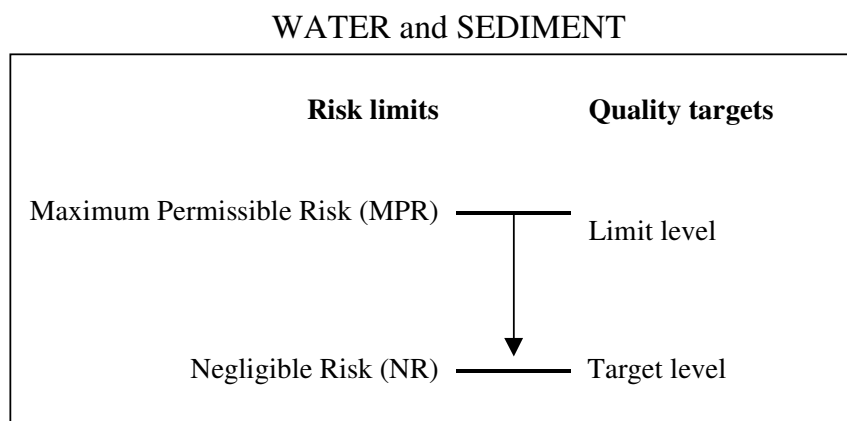 WATER and SEDIMENT
Risk limits Quality targets
Maximum Permissible Risk (MPR) Limit level
Negligible Risk (NR) Target level